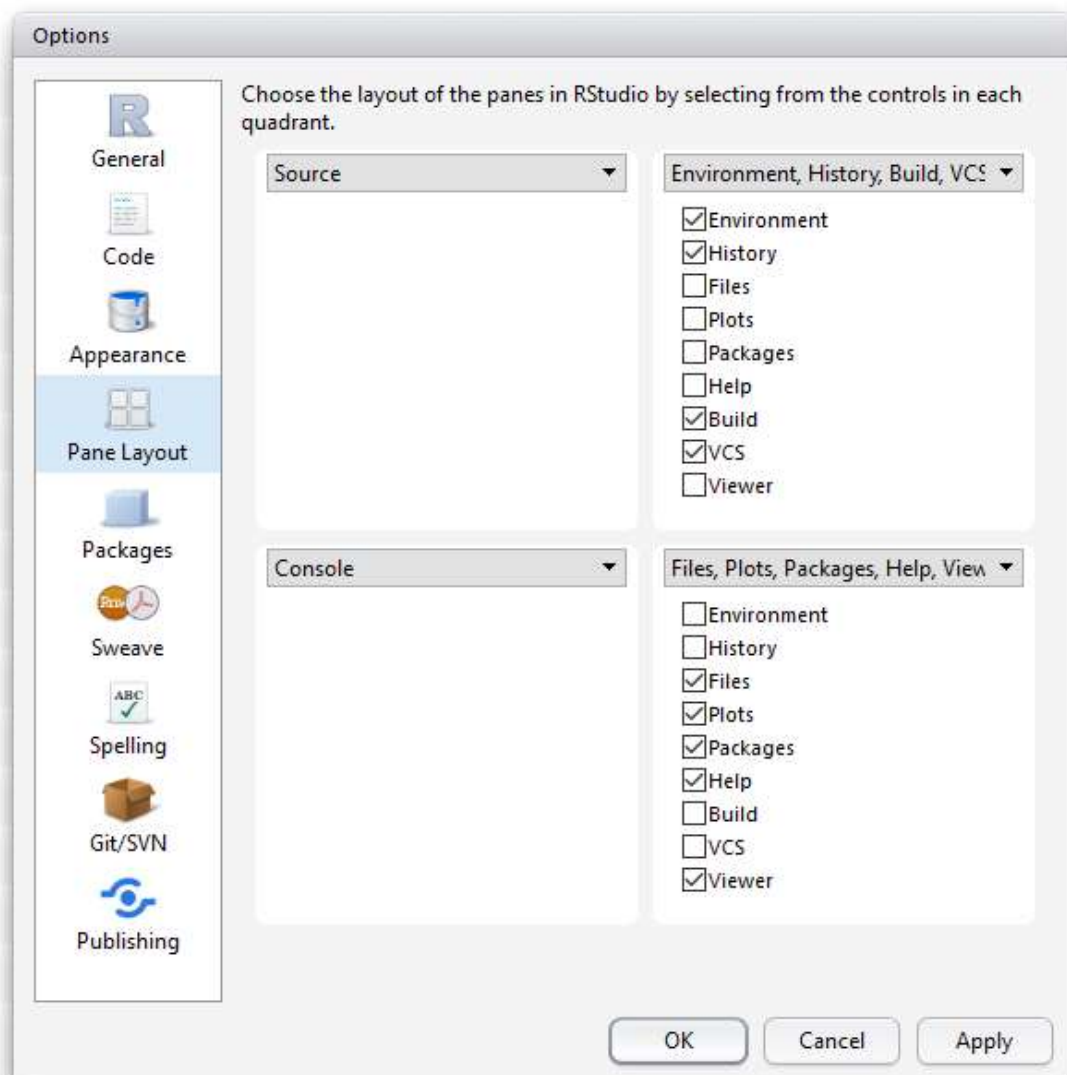 Options
Choose the layout of the panes in RStudio by selecting from the controls in each
quadrant.
R
General
Code
Appearance
Pane Layout
Packages
Rnw
Sweave
ABC
Spelling
Git/SVN
Publishing
Source
Environment, History, Build, VCS
Environment
History
Files
Plots
Packages
Help
Build
VCS
Viewer
Console
Files, Plots, Packages, Help, View
Environment
History
Files
Plots
Packages
Help
Build
VCS
Viewer
OK
Cancel
Apply